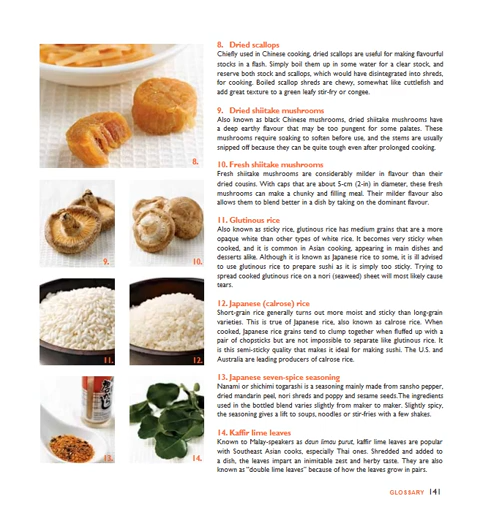 8. Dried scallops
Chiefly used in Chinese cooking, dried scallops are useful for making flavourful
stocks in a flash. Simply boil them up in some water for a clear stock, and
reserve both stock and scallops, which would have disintegrated into shreds,
for cooking. Boiled scallop shreds are chewy, somewhat like cuttlefish and
add great texture to a green leafy stir-fry or congee.
9. Dried shiitake mushrooms
Also known as black Chinese mushrooms, dried shiitake mushrooms have
a deep earthy flavour that may be too pungent for some palates. These
mushrooms require soaking to soften before use, and the stems are usually
snipped off because they can be quite tough even after prolonged cooking.
10. Fresh shiitake mushrooms
Fresh shiitake mushrooms are considerably milder in flavour than their
dried cousins. With caps that are about 5-cm (2-in) in diameter, these fresh
mushrooms can make a chunky and filling meal. Their milder flavour also
allows them to blend better in a dish by taking on the dominant flavour.
11. Glutinous rice
Also known as sticky rice, glutinous rice has medium grains that are a more
opaque white than other types of white rice. It becomes very sticky when
cooked, and it is common in Asian cooking, appearing in main dishes and
desserts alike. Although it is known as Japanese rice to some, it is ill advised
to use glutinous rice to prepare sushi as it is simply too sticky. Trying to
spread cooked glutinous rice on a nori (seaweed) sheet will most likely cause
tears.
12. Japanese (calrose) rice
Short-grain rice generally turns out more moist and sticky than long-grain
varieties. This is true of Japanese rice, also known as calrose rice. When
cooked, Japanese rice grains tend to clump together when fluffed up with a
pair of chopsticks but are not impossible to separate like glutinous rice. It
is this semi-sticky quality that makes it ideal for making sushi. The U.S. and
Australia are leading producers of calrose rice.
13. Japanese seven-spice seasoning
Nanami or shichimi togarashi is a seasoning mainly made from sansho pepper,
dried mandarin peel, nori shreds and poppy and sesame seeds.The ingredients
used in the bottled blend varies slightly from maker to maker. Slightly spicy,
the seasoning gives a lift to soups, noodles or stir-fries with a few shakes.
14. Kaffir lime leaves
Known to Malay-speakers as daun limau purut, kaffir lime leaves are popular
with Southeast Asian cooks, especially Thai ones. Shredded and added to
a dish, the leaves impart an inimitable zest and herby taste. They are also
known as "double lime leaves" because of how the leaves grow in pairs.
8.
9.
10.
11.
12.
13.
14.
GLOSSARY 141